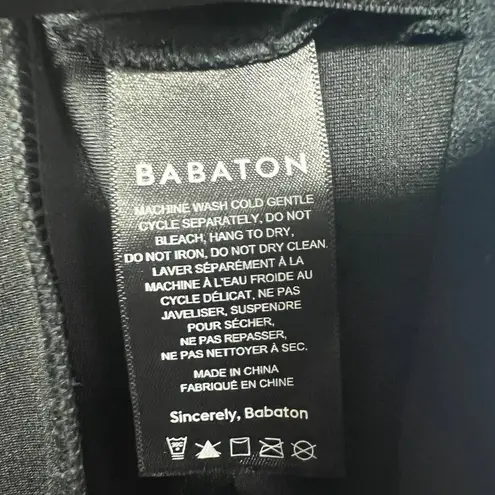 BABATON
MACHINE WASH COLD GENTLE
CYCLE SEPARATELY, DO NOT
BLEACH, HANG TO DRY,
DO NOT IRON, DO NOT DRY CLEAN.
LAVER SÉPARÉMENT À LA
MACHINE À L'EAU FROIDE AU
CYCLE DÉLICAT, NE PAS
JAVELISER, SUSPENDRE
POUR SÉCHER,
NE PAS REPASSER,
NE PAS NETTOYER À SEC.
MADE IN CHINA
FABRIQUÉ EN CHINE
Sincerely, Babaton